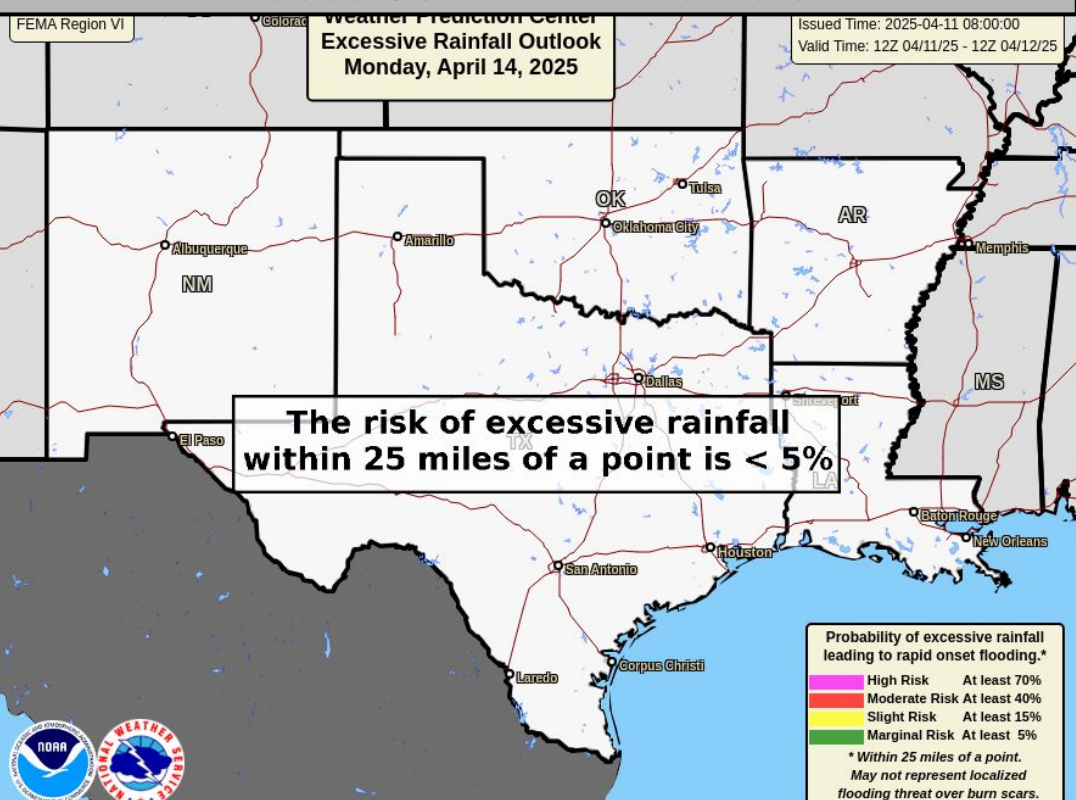 FEMA Region VI
Colorad
Weather Prediction Center
Excessive Rainfall Outlook
Monday, April 14, 2025
Issued Time: 2025-04-11 08:00:00
Valid Time: 12Z 04/11/25 - 12Z 04/12/25
Tulsa
OK
Oklahoma City
AR
Albuquerque
Amarillo
Memphis
NM
Dallas
MS
Shreveport
The risk of excessive rainfall
within 25 miles of a point is < 5%
El Paso
TX
LA
Baton Rouge
New Orleans
Houston
San Antonio
Corpus Christi
Laredo
Probability of excessive rainfall
leading to rapid onset flooding.*
High Risk At least 70%
Moderate Risk At least 40%
Slight Risk At least 15%
Marginal Risk At least 5%
* Within 25 miles of a point.
May not represent localized
flooding threat over burn scars.
NOAA
NATIONAL WEATHER SERVICE